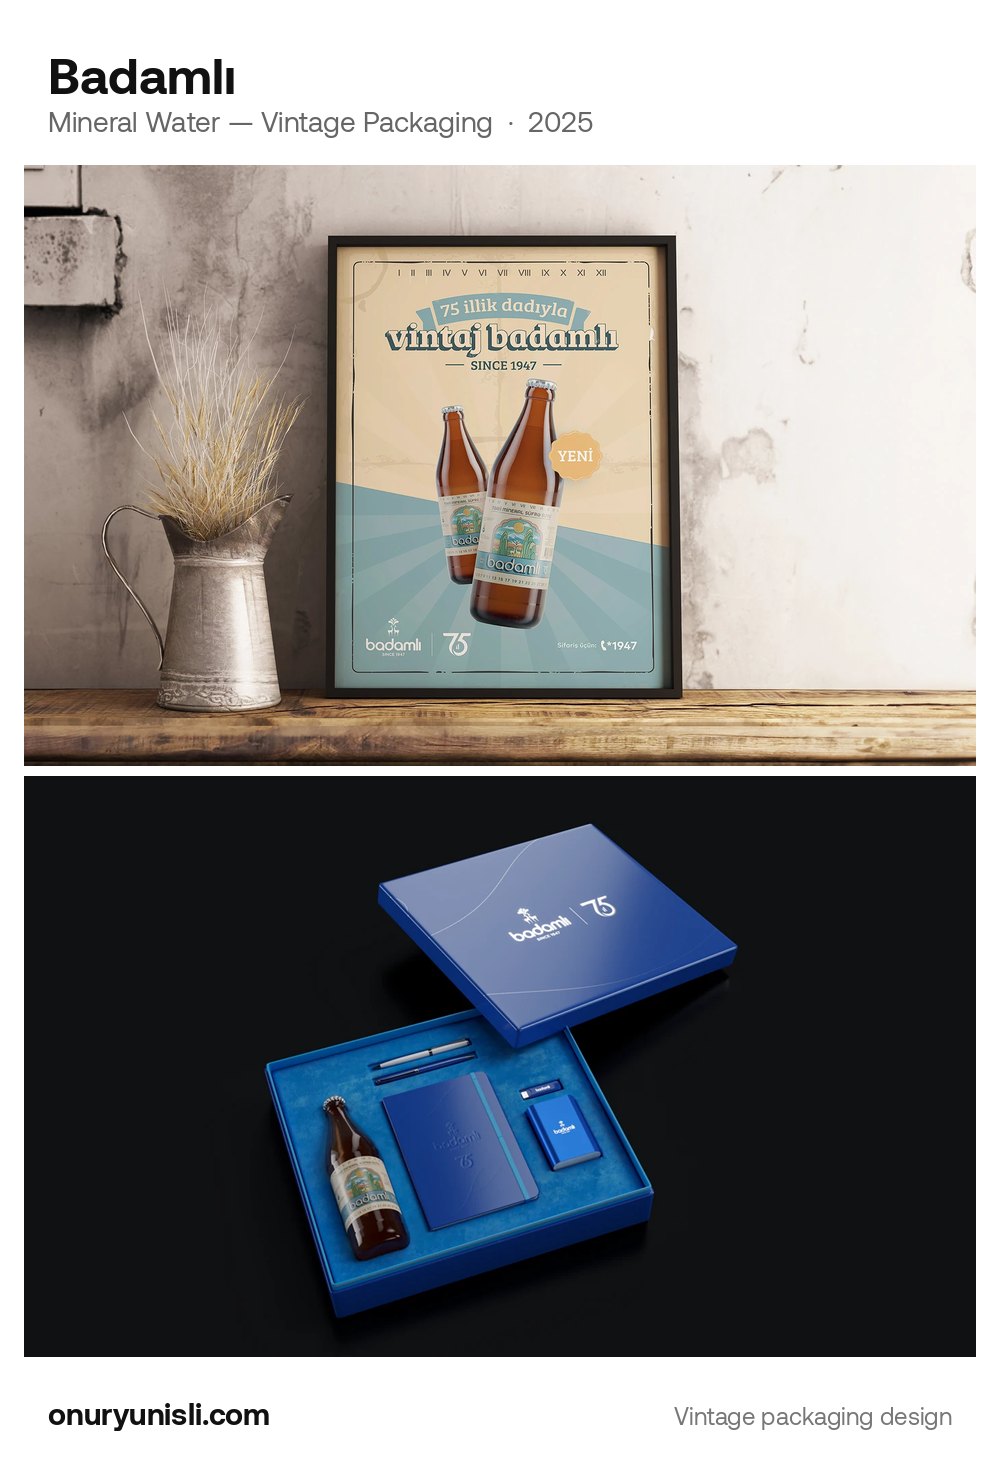 Badamlı
Mineral Water — Vintage Packaging · 2025
I II III IV V VI VII VIII IX X XI XII
75 illik dadıyla
vintaj badamlı
SINCE 1947
YENİ
badamlı
badamlı
SINCE 1947
75 il
Sifariş üçün: *1947
badamlı
SINCE 1947
75
badamlı
75
badamlı
badamlı
badamlı
onuryunisli.com
Vintage packaging design